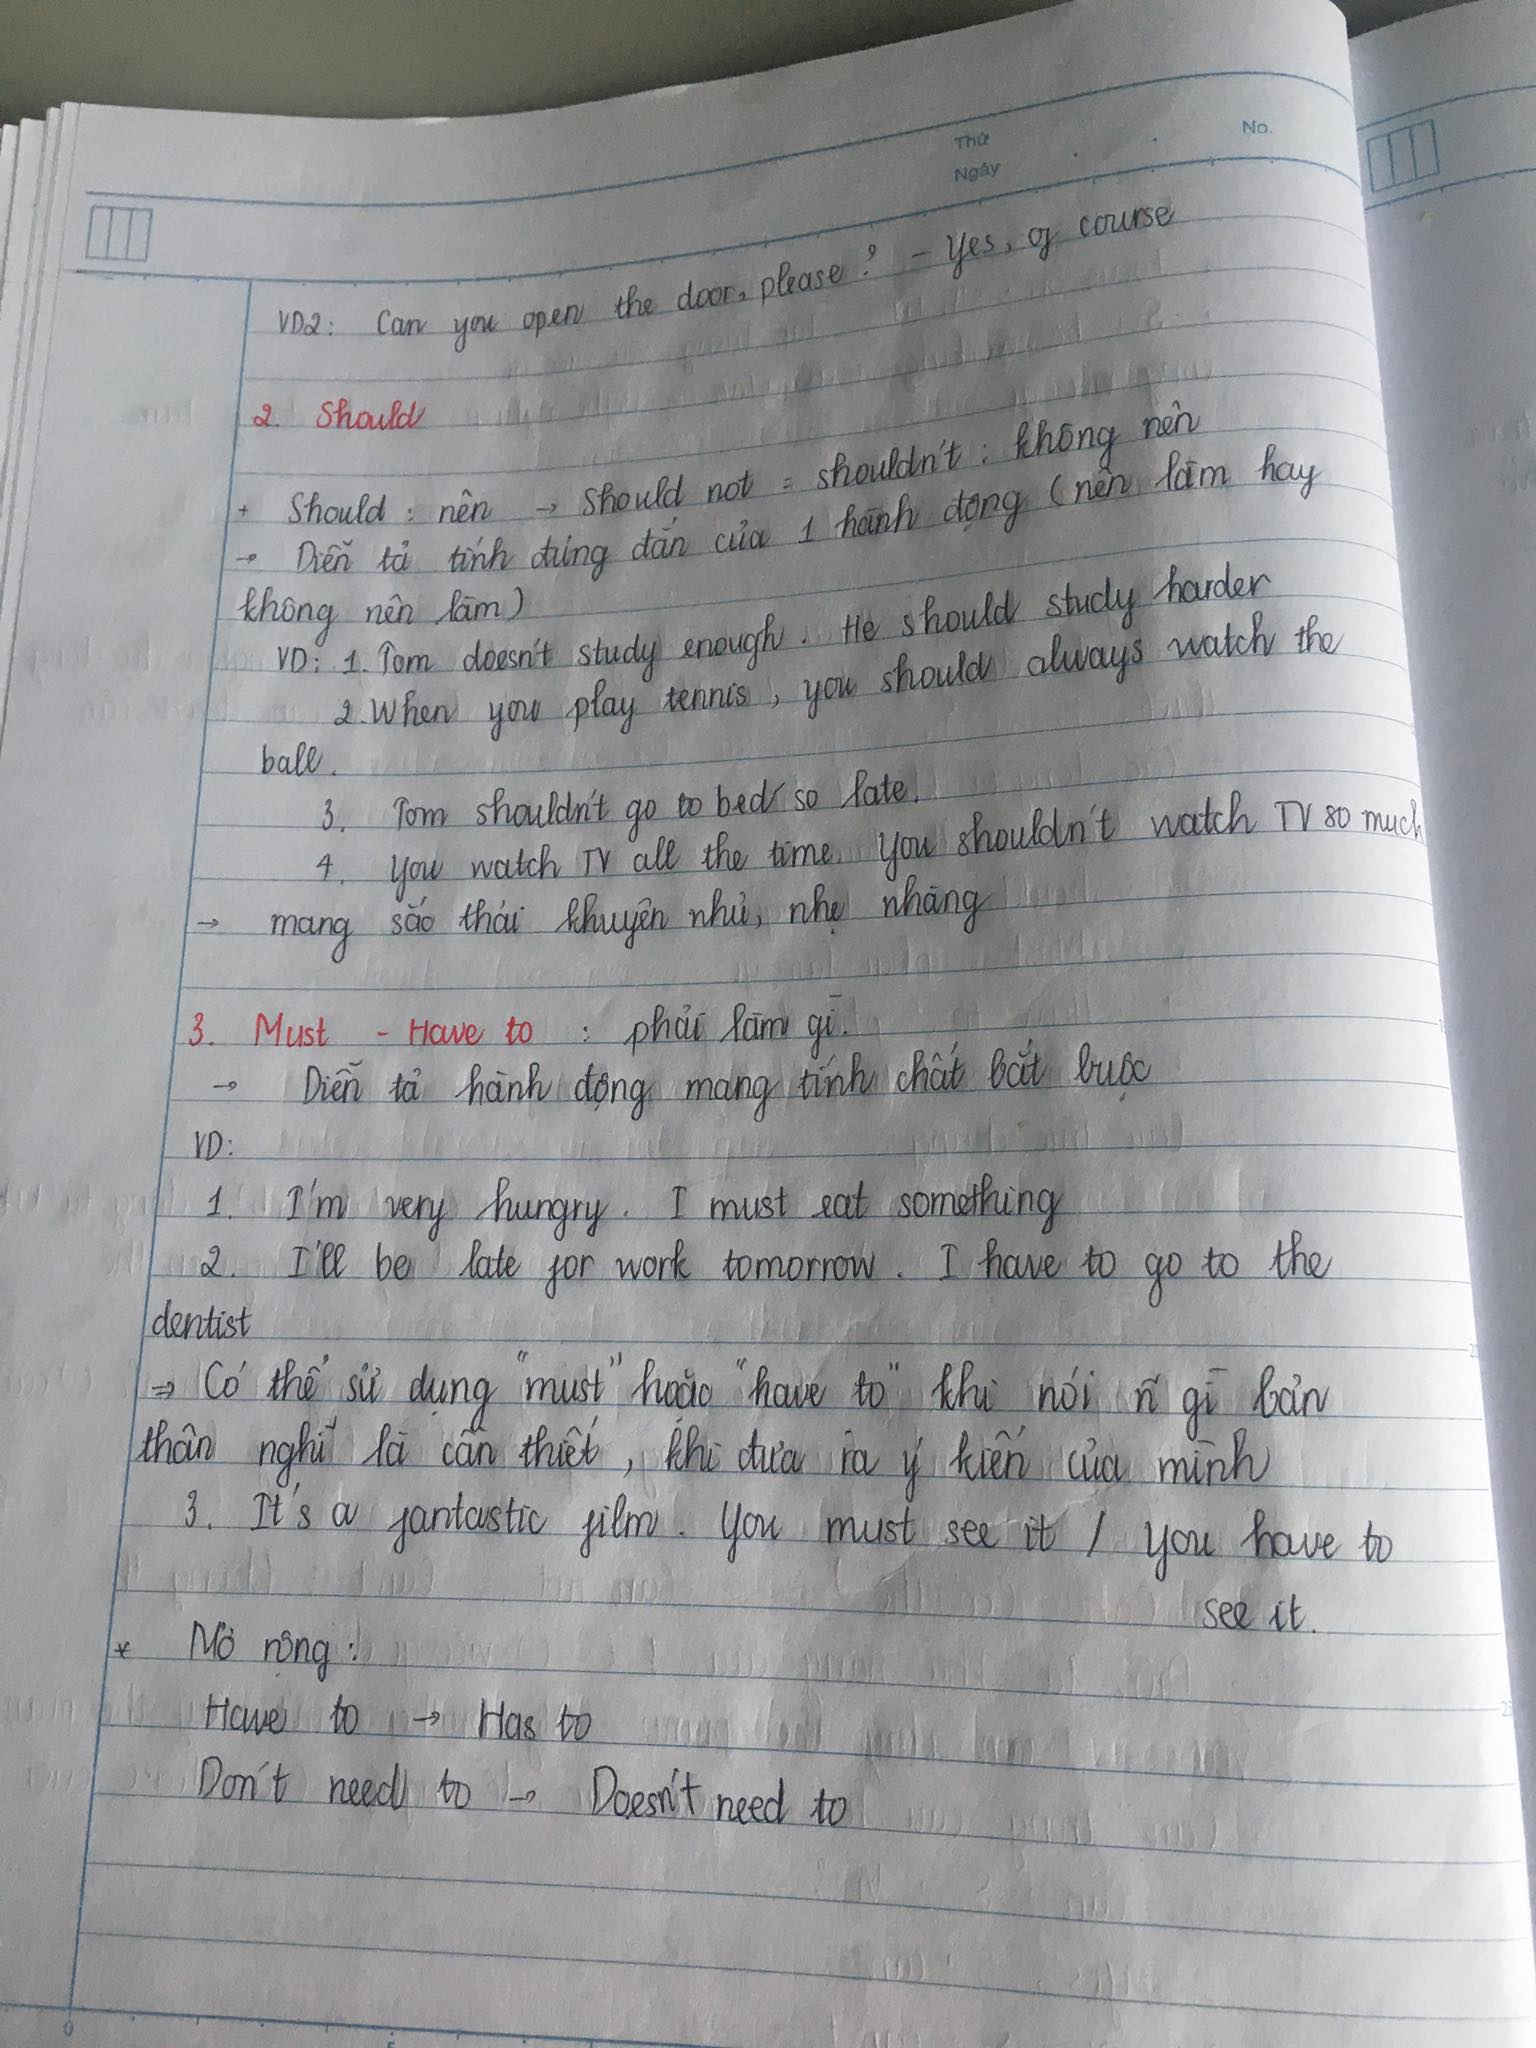 Thứ
Ngày
No.
VD2: Can you open the door, please? - Yes, of course
2. Should
+ Should: nên → Should not = shouldn't: không nên
→ Diễn tả tính đúng đắn của 1 hành động (nên làm hay
không nên làm)
VD: 1. Tom doesn't study enough. He should study harder
2. When you play tennis, you should always watch the
ball.
3. Tom shouldn't go to bed so late.
4. You watch TV all the time. You shouldn't watch TV so much
→ mang sắc thái khuyên nhủ, nhẹ nhàng
3. Must - Have to : phải làm gì.
→ Diễn tả hành động mang tính chất bắt buộc
VD:
1. I'm very hungry. I must eat something
2. I'll be late for work tomorrow. I have to go to the
dentist
⇒ Có thể sử dụng "must" hoặc "have to" khi nói ~ gì bản
thân nghĩ là cần thiết, khi đưa ra ý kiến của mình
3. It's a fantastic film. You must see it / You have to
see it.
* Mở rộng:
Have to → Has to
Don't need to → Doesn't need to
0
5